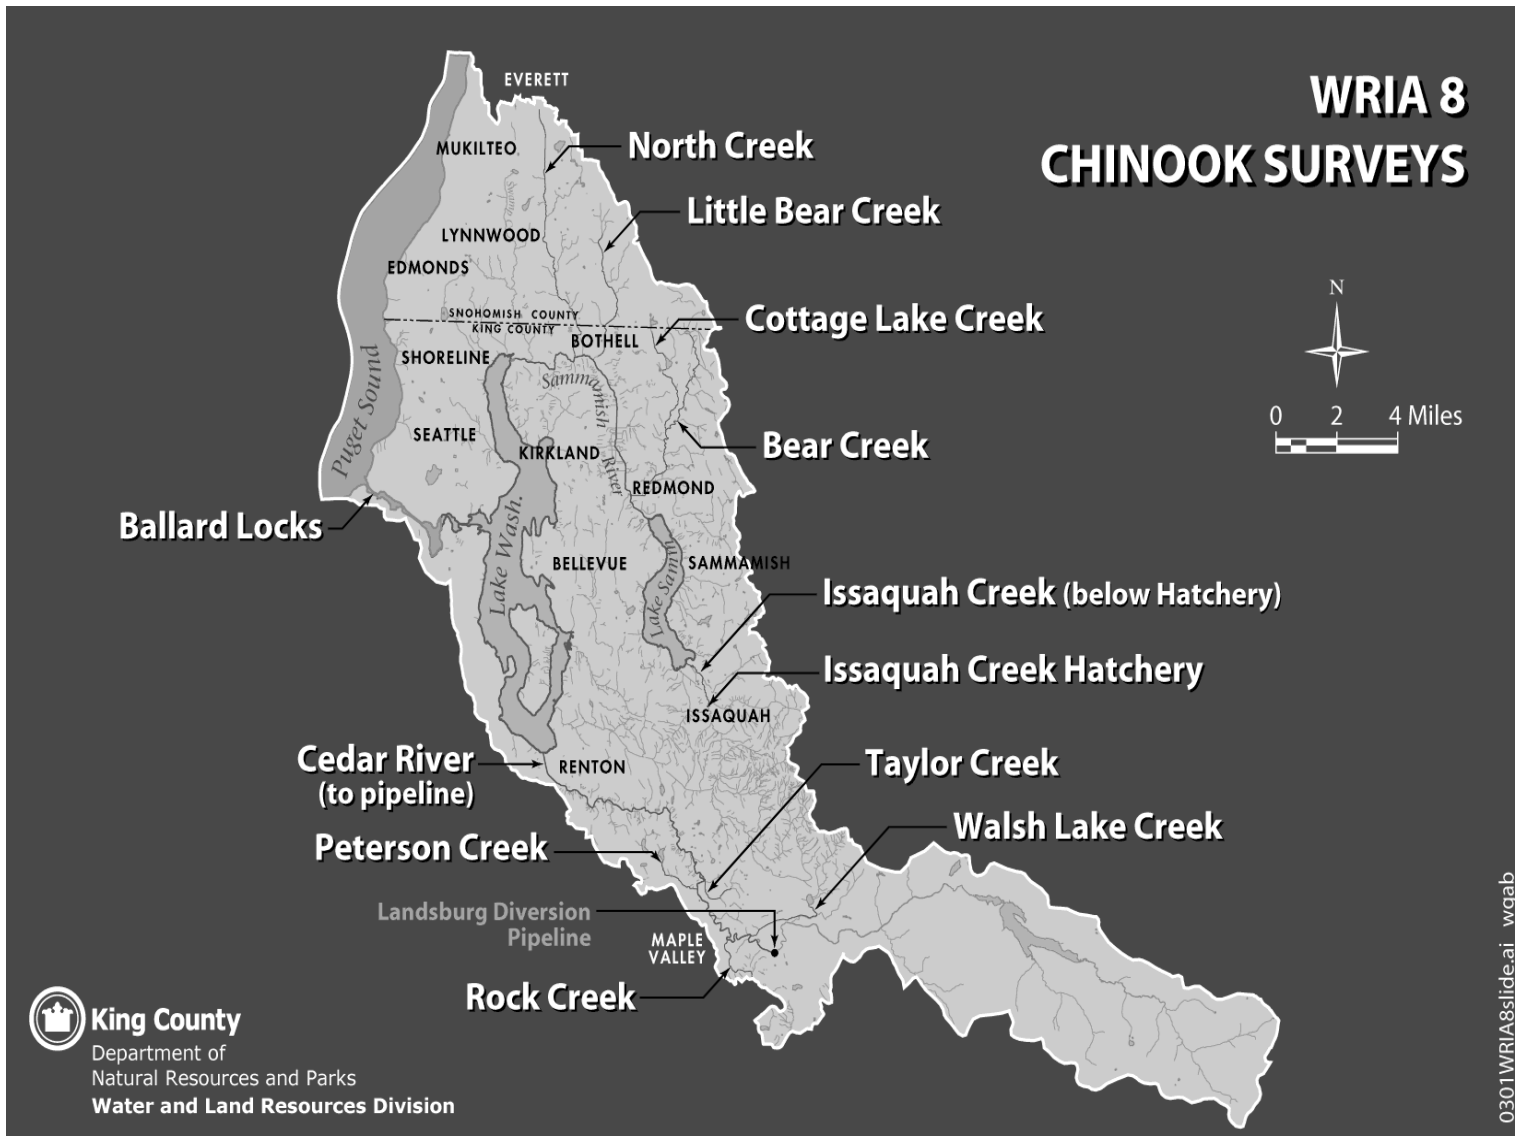 WRIA 8
CHINOOK SURVEYS
EVERETT
MUKILTEO
North Creek
Little Bear Creek
LYNNWOOD
EDMONDS
SNOHOMISH COUNTY
KING COUNTY
Cottage Lake Creek
BOTHELL
SHORELINE
Sammamish River
Puget Sound
SEATTLE
KIRKLAND
Bear Creek
REDMOND
N
0 2 4 Miles
Ballard Locks
Lake Wash.
BELLEVUE
SAMMAMISH
Lake Samm
Issaquah Creek (below Hatchery)
Issaquah Creek Hatchery
ISSAQUAH
Cedar River
(to pipeline)
RENTON
Taylor Creek
Peterson Creek
Walsh Lake Creek
Landsburg Diversion
Pipeline
MAPLE
VALLEY
Rock Creek
King County
Department of
Natural Resources and Parks
Water and Land Resources Division
0301WRIA8slide.ai wgab